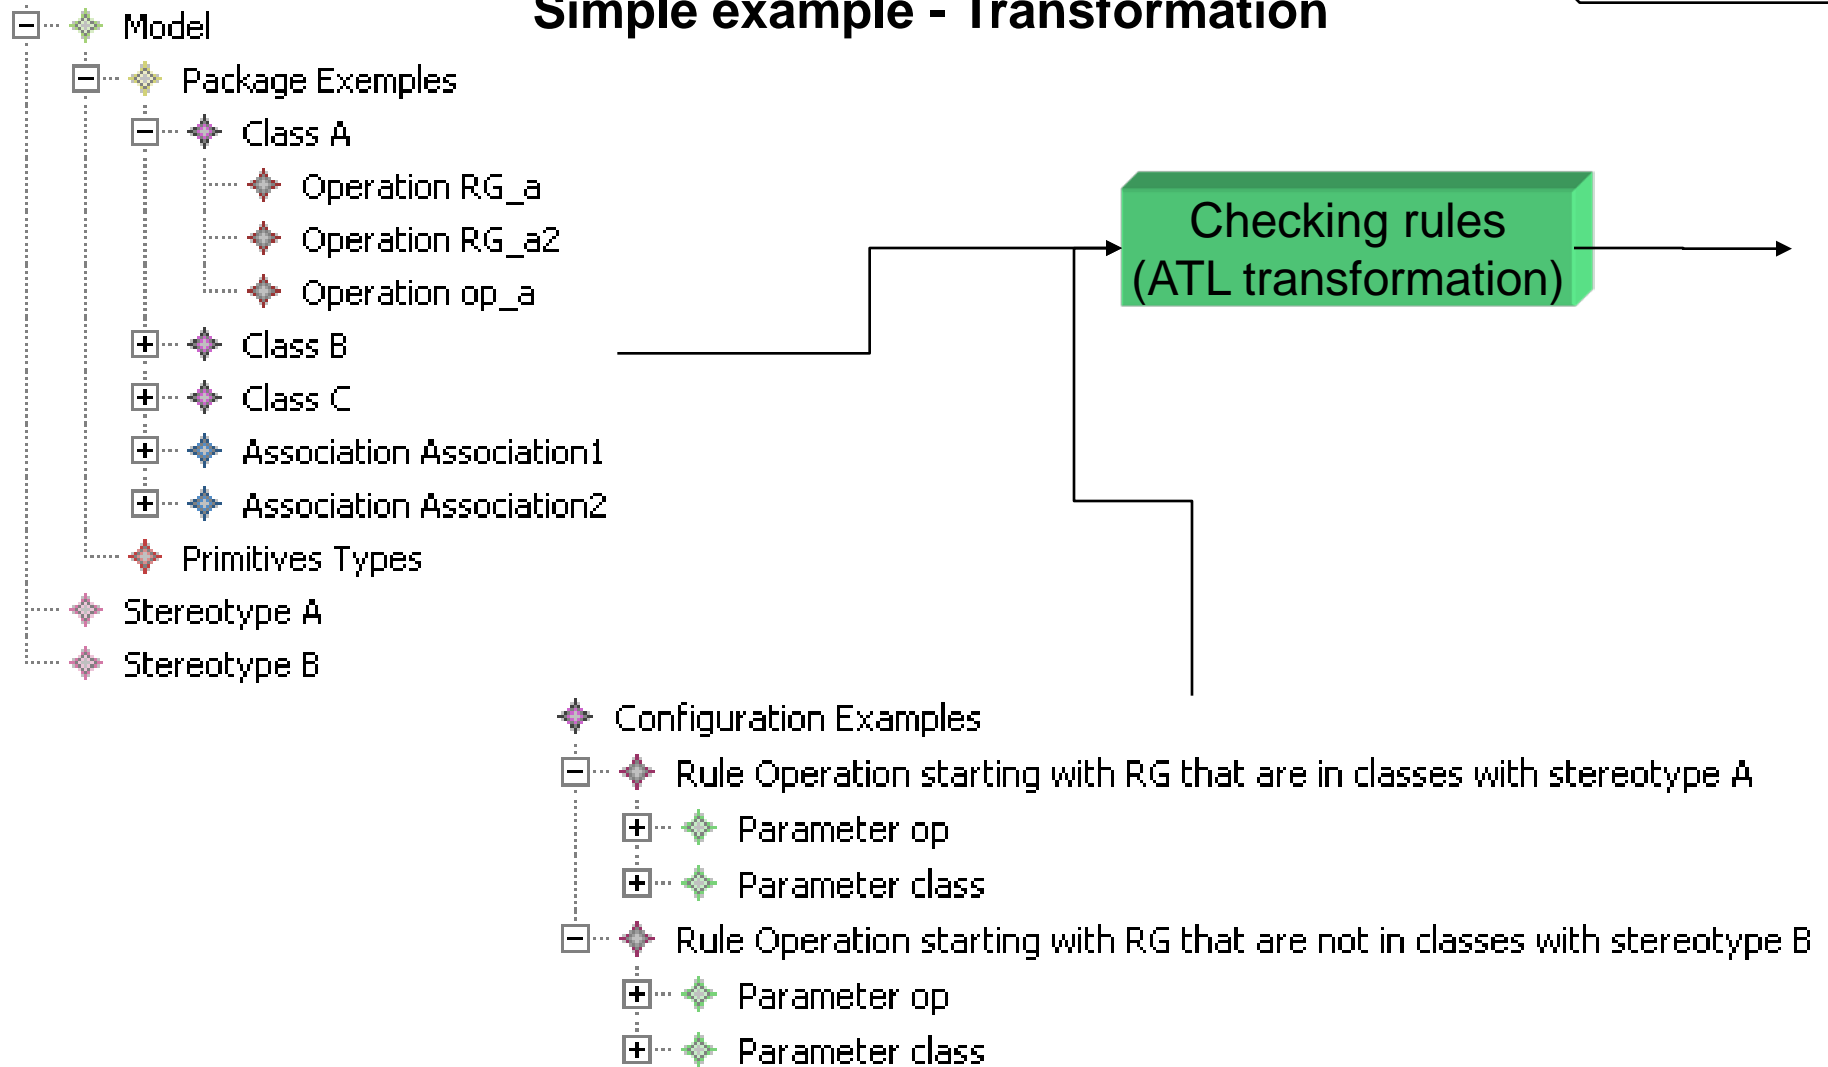 Simple example - Transformation
Model
Package Exemples
Class A
Operation RG_a
Operation RG_a2
Operation op_a
Class B
Class C
Association Association1
Association Association2
Primitives Types
Stereotype A
Stereotype B
Checking rules
(ATL transformation)
Configuration Examples
Rule Operation starting with RG that are in classes with stereotype A
Parameter op
Parameter class
Rule Operation starting with RG that are not in classes with stereotype B
Parameter op
Parameter class